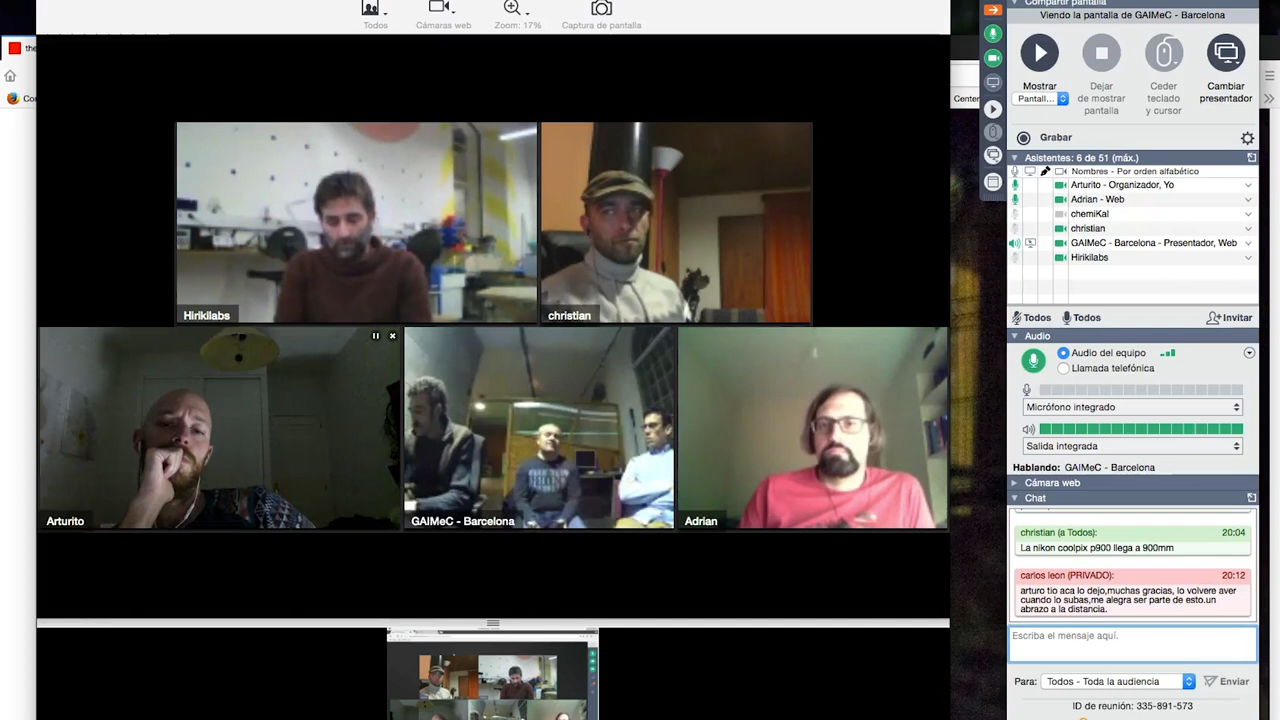 Compartir pantalla
Viendo la pantalla de GAIMeC - Barcelona
Todos
Cámaras web
Zoom: 17%
Captura de pantalla
the
Cor
Center
Mostrar
Pantall...
Dejar
de mostrar
pantalla
Ceder
teclado
y cursor
Cambiar
presentador
Grabar
Asistentes: 6 de 51 (máx.)
Nombres - Por orden alfabético
Arturito - Organizador, Yo
Adrian - Web
chemiKal
christian
GAIMeC - Barcelona - Presentador, Web
Hirikilabs
Todos
Todos
Invitar
Audio
Audio del equipo
Llamada telefónica
Micrófono integrado
Salida integrada
Hablando: GAIMeC - Barcelona
Cámara web
Chat
christian (a Todos):
20:04
La nikon coolpix p900 llega a 900mm
carlos leon (PRIVADO):
20:12
arturo tio aca lo dejo,muchas gracias, lo volvere aver
cuando lo subas,me alegra ser parte de esto.un
abrazo a la distancia.
Escriba el mensaje aquí.
Para:
Todos - Toda la audiencia
Enviar
ID de reunión: 335-891-573
Hirikilabs
christian
Arturito
GAIMeC - Barcelona
Adrian